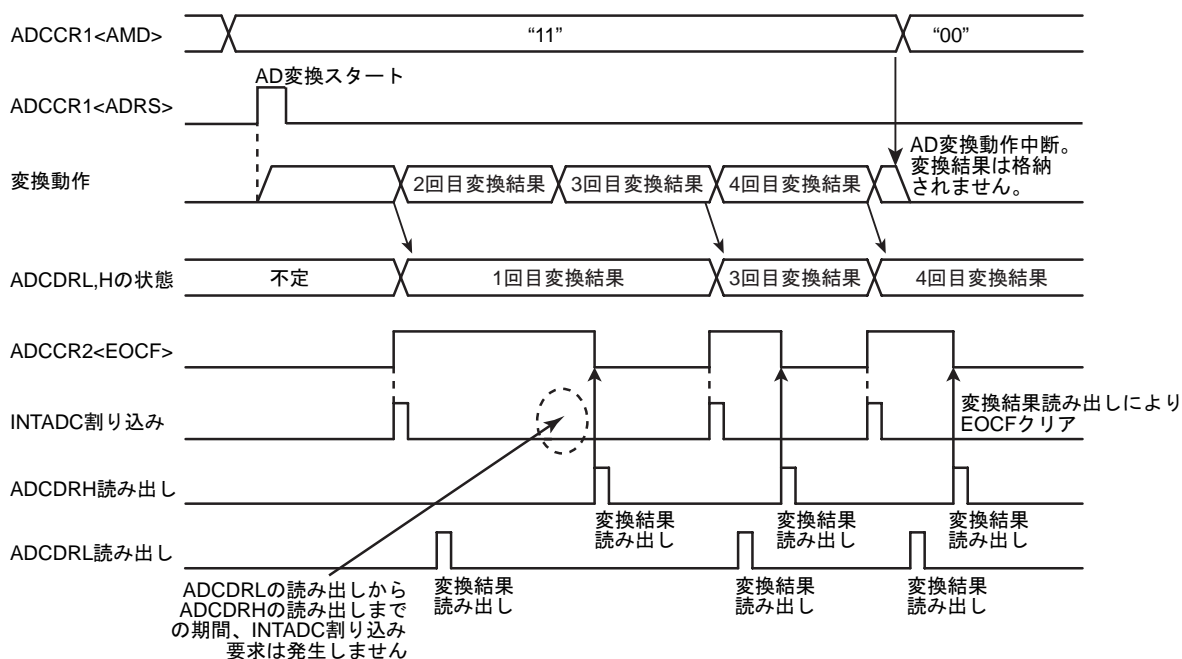 ADCCR1<AMD>
“11”
“00”
AD変換スタート
ADCCR1<ADRS>
AD変換動作中断。
変換結果は格納
されません。
変換動作
2回目変換結果
3回目変換結果
4回目変換結果
ADCDRL,Hの状態
不定
1回目変換結果
3回目変換結果
4回目変換結果
ADCCR2<EOCF>
INTADC割り込み
変換結果読み出しにより
EOCFクリア
ADCDRH読み出し
変換結果
読み出し
変換結果
読み出し
変換結果
読み出し
ADCDRL読み出し
ADCDRLの読み出しから
ADCDRHの読み出しまで
の期間、INTADC割り込み
要求は発生しません
変換結果
読み出し
変換結果
読み出し
変換結果
読み出し